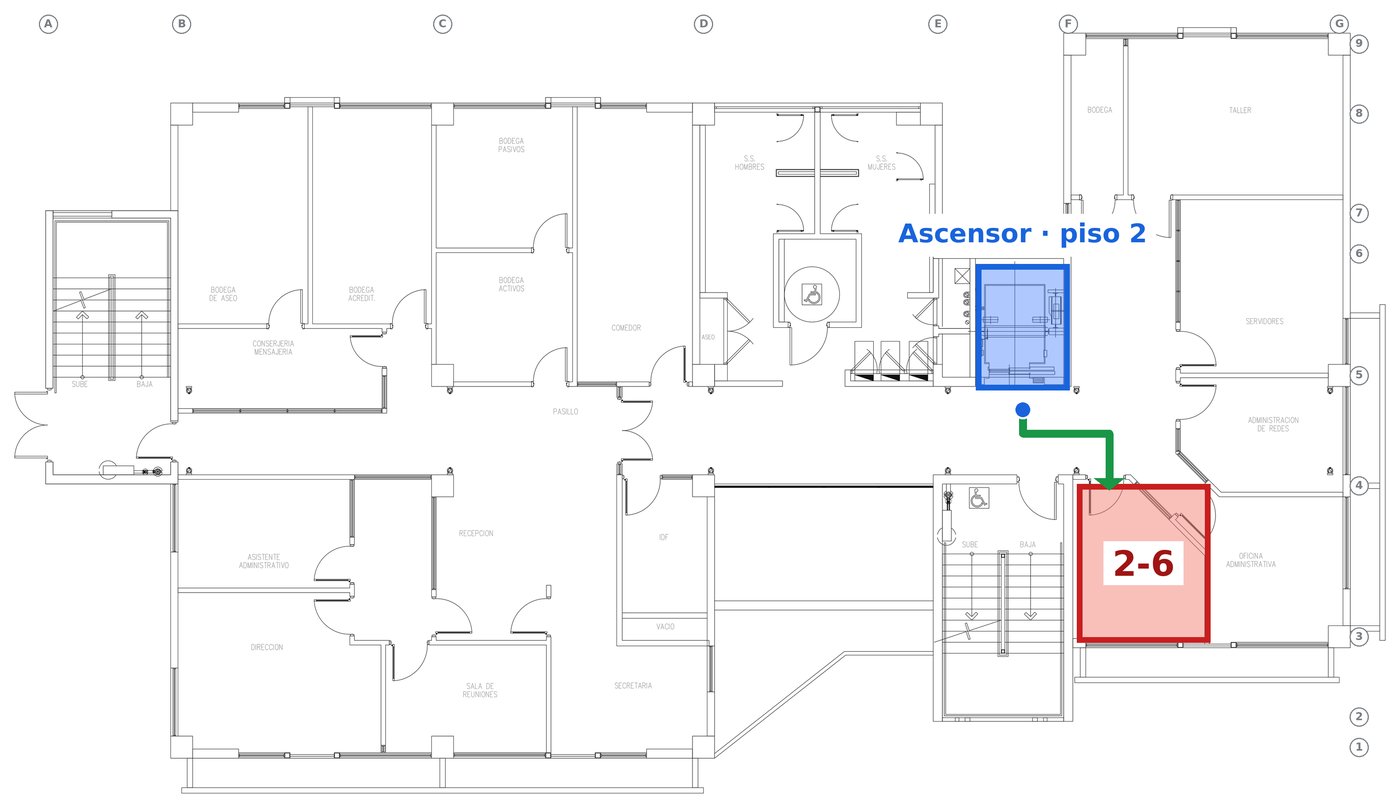 A B C D E F G
9
BODEGA
TALLER
8
BODEGA
PASIVOS
S.S.
HOMBRES
S.S.
MUJERES
7
Ascensor · piso 2
6
BODEGA
DE ASEO
BODEGA
ACREDIT.
BODEGA
ACTIVOS
COMEDOR
ASEO
SERVIDORES
CONSERJERIA
MENSAJERIA
SUBE
BAJA
5
PASILLO
ADMINISTRACION
DE REDES
4
ASISTENTE
ADMINISTRATIVO
RECEPCION
IDF
SUBE
BAJA
2-6
OFICINA
ADMINISTRATIVA
VACIO
3
DIRECCION
SALA DE
REUNIONES
SECRETARIA
2
1